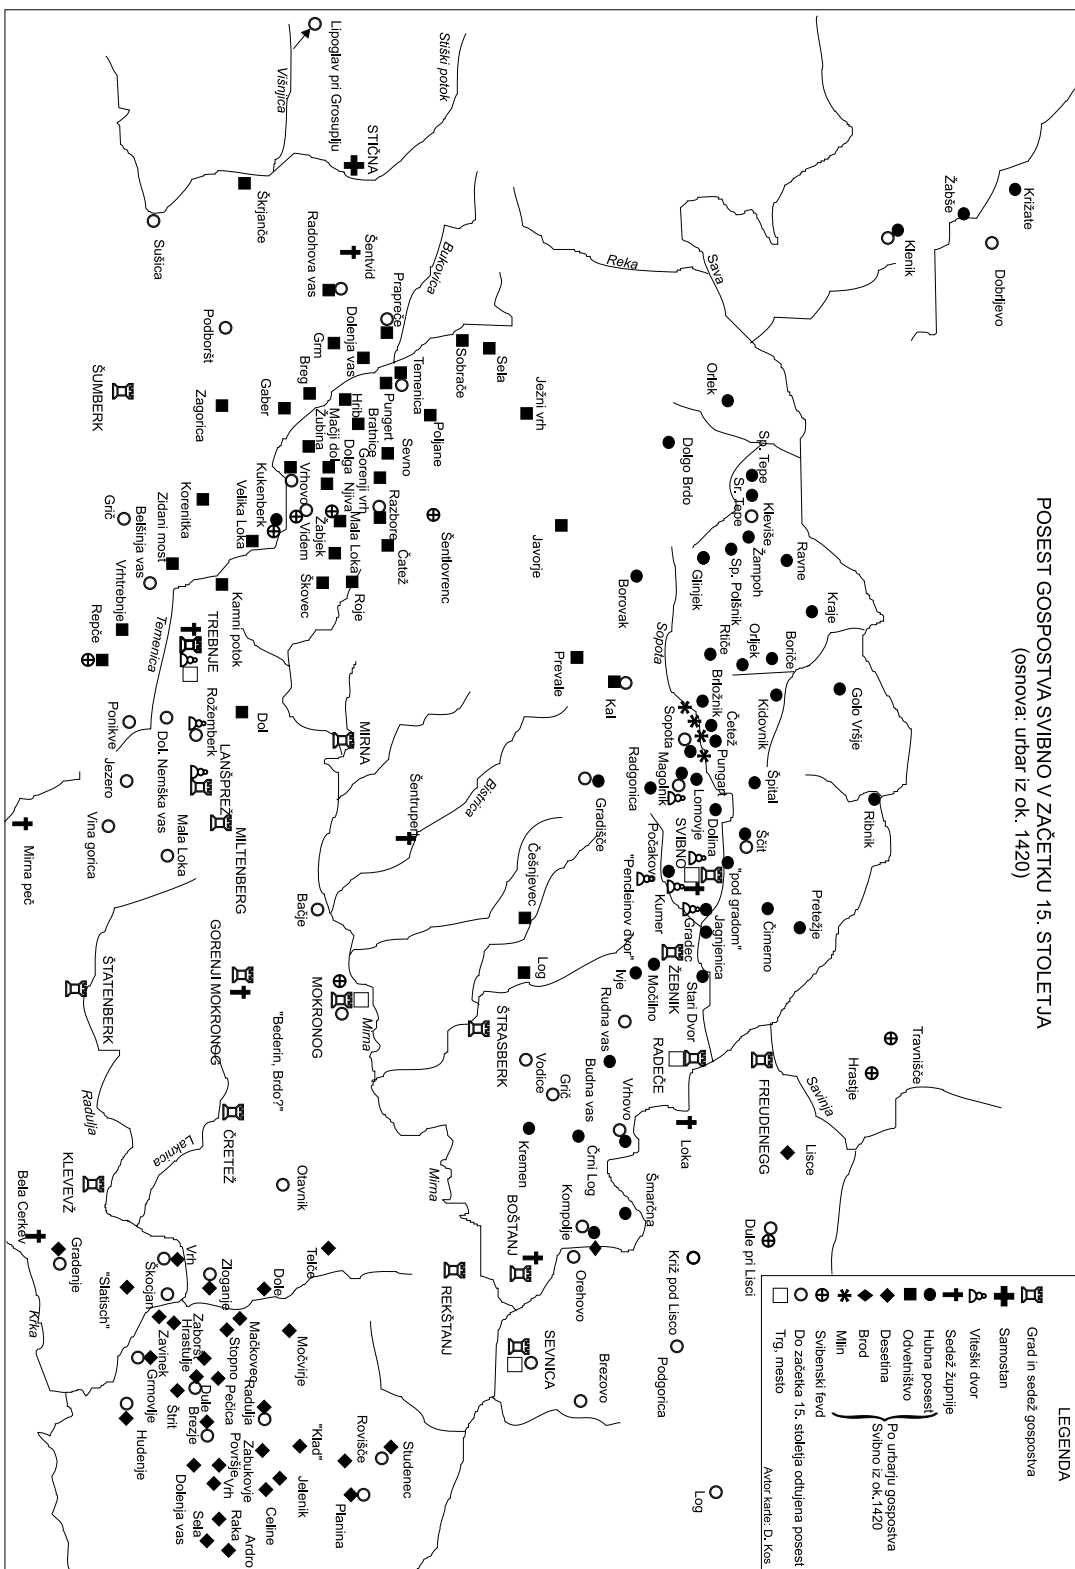 POSEST GOSPOSTVA SVIBNO V ZAČETKU 15. STOLETJA
(osnova: urbar iz ok. 1420)
LEGENDA
Grad in sedež gospostva
Samostan
Viteški dvor
Sedež župnije
Hubna posest
Odvetništvo
Desetina
Brod
Mlin
Svibenski fevd
Do začetka 15. stoletja odtujena posest
Trg, mesto
Po urbarju gospostva
Svibno iz ok.1420
Avtor karte: D. Kos
Križate
Žabše
Dobrljevo
Klenik
Sava
Reka
Stiški potok
Lipoglav pri Grosuplju
Višnjica
STIČNA
Škrjanče
Sušica
Šentvid
Radohova vas
Bukovica
Prapreče
Dolenja vas
Grm
Breg
Gaber
Podboršt
Zagorica
ŠUMBERK
Temenica
Sobrače
Sela
Ježni vrh
Poljane
Pungert
Hrib
Bratnice
Sevno
Mačji dol
Žubina
Dolga Njiva
Gorenji vrh
Razbore
Vrhovo
Kukenberk
Velika Loka
Videm
Žabjek
Mala Loka
Čatež
Škovec
Roje
Šentlovrenc
Javorje
Korenitka
Zidani most
Grič
Belšinja vas
Vrhtrebnje
Repče
Kamni potok
Temenica
TREBNJE
Rožemberk
Dol
LANŠPREŽ
MILTENBERG
Dol. Nemška vas
Ponikve
Jezero
Vina gorica
Mala Loka
Mirna peč
MIRNA
Šentrupert
Bistrica
Orlek
Dolgo Brdo
Sp. Tepe
Sr. Tepe
Kleviše
Žampoh
Sp. Polšnik
Glinjek
Ravne
Kraje
Borovak
Sopota
Rtiče
Orljek
Boriče
Kidovnik
Golo Vršje
Prevale
Kal
Brložnik
Čete​ž
Pungart
Sopota
Magolnik
Radgonica
Gradišče
Lomovje
Dolina
Špital
Ribnik
Ščit
SVIBNO
"pod gradom"
Počakovo
"Pencleinov dvor"
Kumer
Gradec
Jagnjenica
Čimerno
Pretežje
ŽEBNIK
Stari Dvor
Močilno
Ivje
Rudna vas
RADEČE
FREUDENEGG
Travnišče
Hrastje
Savinja
Češnjevec
Log
Bačje
MOKRONOG
Mirna
GORENJI MOKRONOG
ŠTATENBERK
"Bederin, Brdo?"
ŠTRASBERK
Vodice
Grič
Budna vas
Vrhovo
Loka
Lisce
Kremen
Črni Log
Šmarčna
Kompolje
BOŠTANJ
Orehovo
Dule pri Lisci
Križ pod Lisco
Podgorica
Brezovo
Log
SEVNICA
REKŠTANJ
Mirna
ČRETEŽ
Radulja
Laknica
KLEVEVŽ
Otavnik
Telče
Bela Cerkev
Gradenje
Vrh
Škocjan
"Slatisch"
Zloganje
Dole
Krka
Močvirje
Mačkovec
Stopno
Zaboršt
Hrastulje
Zavinek
Grmovlje
Pečica
Radulja
Dule
Štrit
Brezje
Hudenje
Rovišče
Studenec
"Klad"
Planina
Jelenik
Celine
Zabukovje
Površje
Vrh
Dolenja vas
Raka
Sela
Ardro